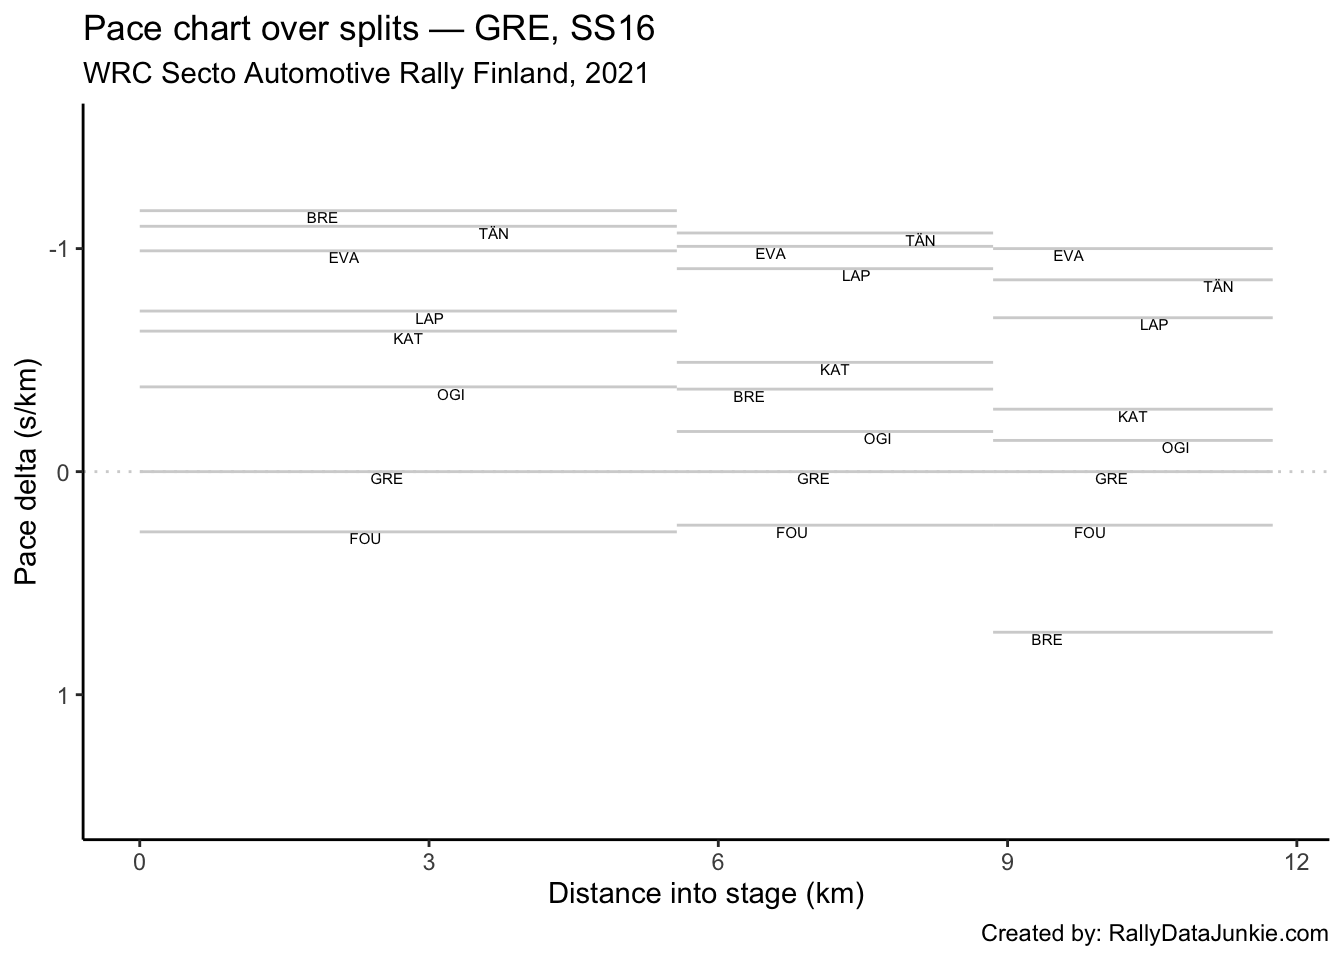 Pace chart over splits — GRE, SS16
WRC Secto Automotive Rally Finland, 2021
BRE
TÄN
EVA
LAP
KAT
OGI
GRE
FOU
TÄN
EVA
LAP
KAT
BRE
OGI
GRE
FOU
EVA
TÄN
LAP
KAT
OGI
GRE
FOU
BRE
-1
0
1
Pace delta (s/km)
0 3 6 9 12
Distance into stage (km)
Created by: RallyDataJunkie.com